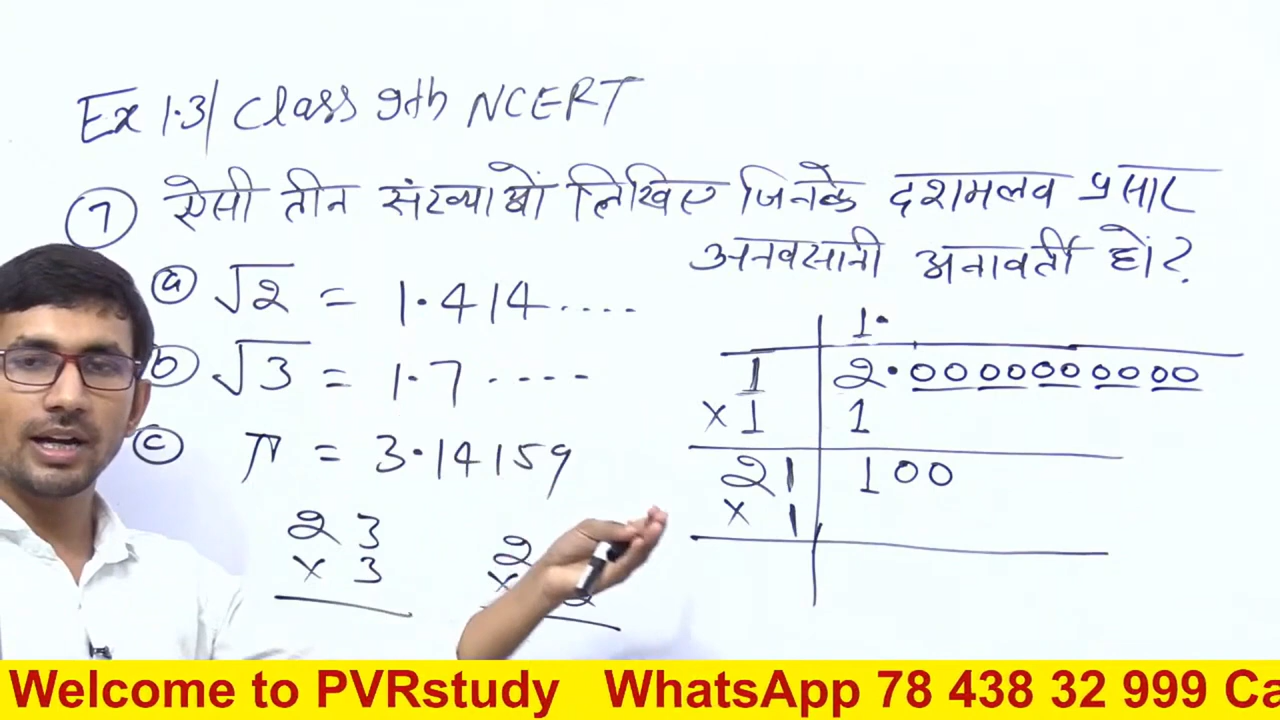 Ex 1.3/ Class 9th NCERT
7 ऐसी तीन संख्याओं लिखिए जिनके दशमलव प्रसार
अनवसानी अनावर्ती हों?
a √2 = 1.414....
b √3 = 1.7....
c π = 3.14159
23
× 3
2
×
1.
1 2.0000000000
×1 1
21 100
× 1
Welcome to PVRstudy WhatsApp 78 438 32 999 Ca